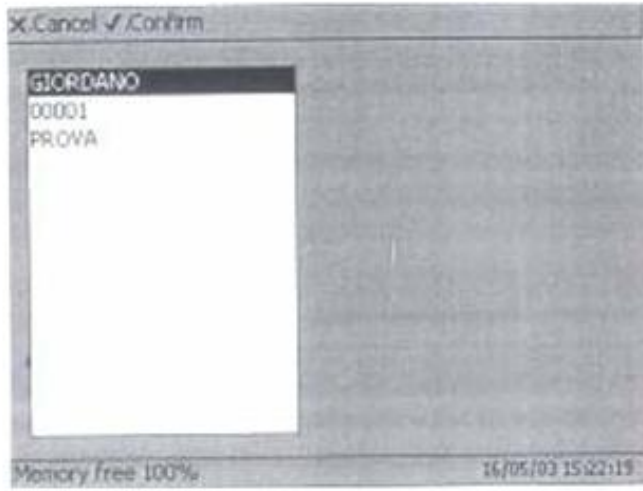 X/Cancel ✓/Confirm
GIORDANO
00001
PROVA
Memory free 100%
16/05/03 15:22:19